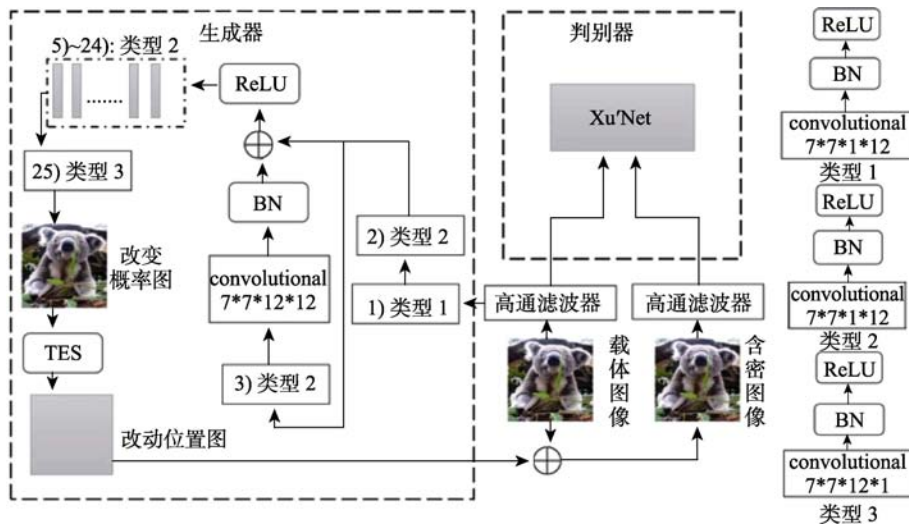 生成器
5)~24): 类型 2
.......
ReLU
25) 类型 3
BN
改变
概率图
convolutional
7*7*12*12
2) 类型 2
1) 类型 1
TES
3) 类型 2
改动位置图
判别器
Xu'Net
高通滤波器
高通滤波器
载体图像
含密图像
ReLU
BN
convolutional
7*7*1*12
类型 1
ReLU
BN
convolutional
7*7*1*12
类型 2
ReLU
BN
convolutional
7*7*12*1
类型 3